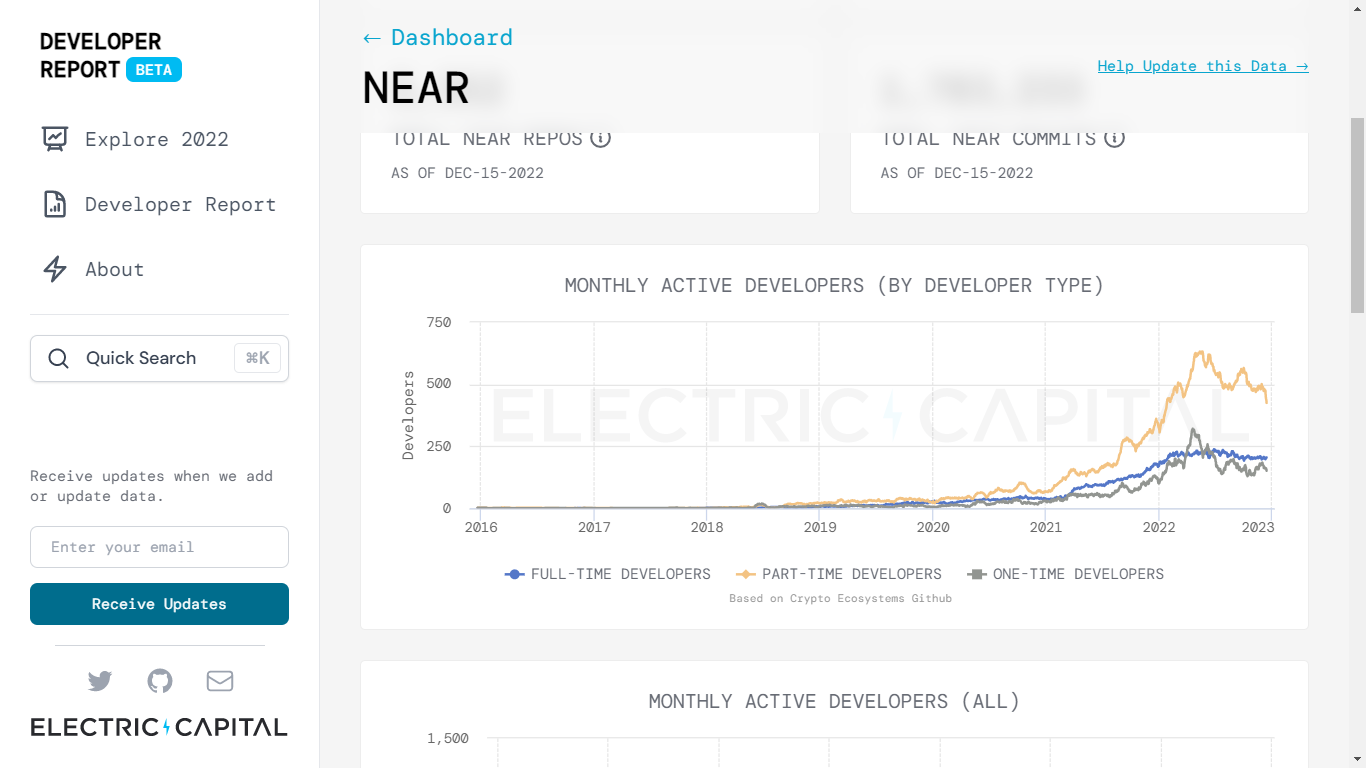 DEVELOPER
REPORT BETA
Explore 2022
Developer Report
About
Quick Search ⌘K
Receive updates when we add
or update data.
Enter your email
Receive Updates
ELECTRIC CAPITAL
← Dashboard
NEAR
Help Update this Data →
TOTAL NEAR REPOS
AS OF DEC-15-2022
TOTAL NEAR COMMITS
AS OF DEC-15-2022
MONTHLY ACTIVE DEVELOPERS (BY DEVELOPER TYPE)
Developers
750
500
250
0
ELECTRIC CAPITAL
2016 2017 2018 2019 2020 2021 2022 2023
FULL-TIME DEVELOPERS PART-TIME DEVELOPERS ONE-TIME DEVELOPERS
Based on Crypto Ecosystems Github
MONTHLY ACTIVE DEVELOPERS (ALL)
1,500